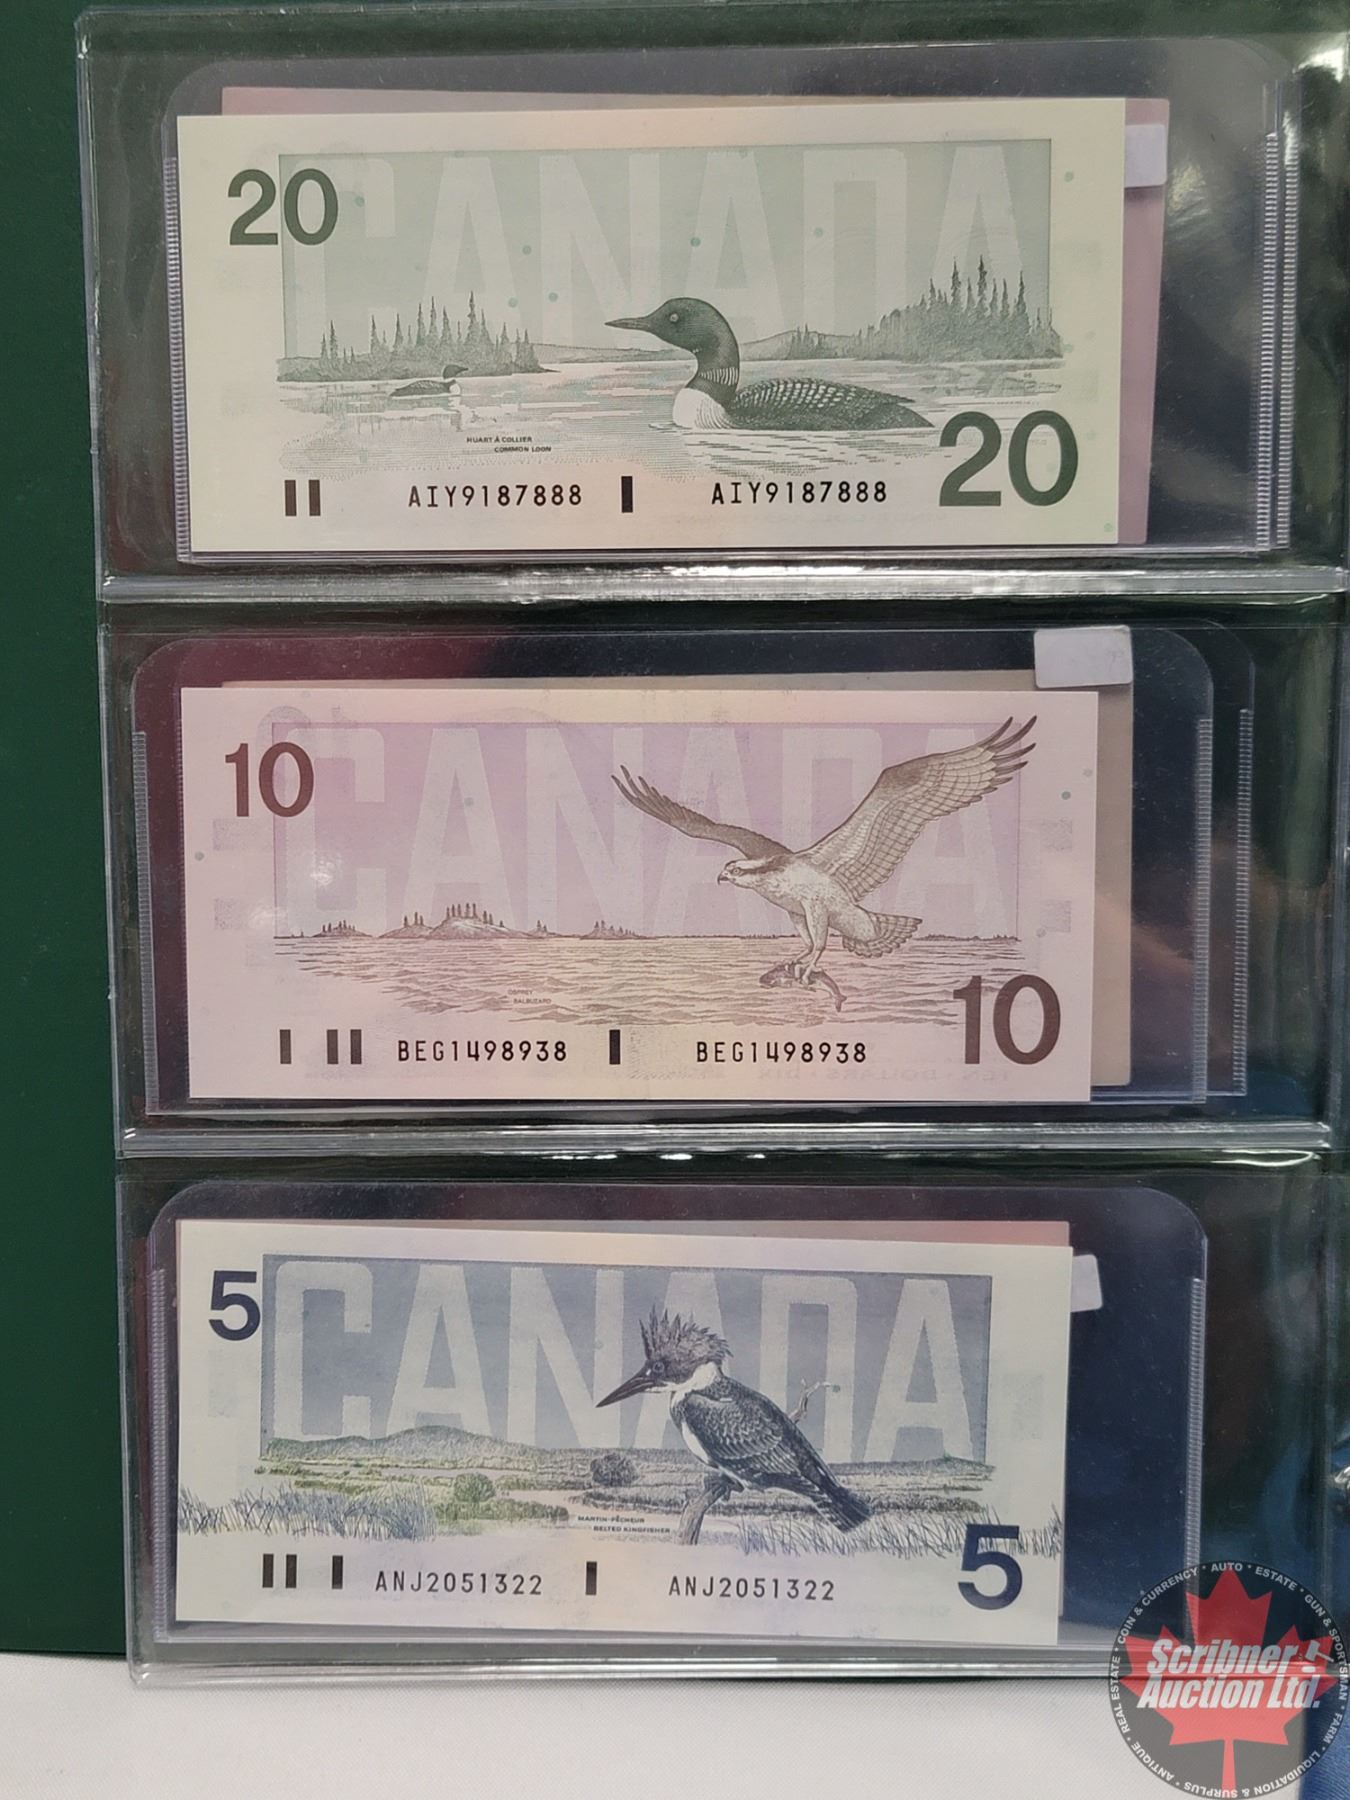 CANADA
20
HUART À COLLIER
COMMON LOON
20
AIY9187888 AIY9187888
CANADA
10
OSPREY
BALBUZARD
10
BEG1498938 BEG1498938
CANADA
5
MARTIN-PÊCHEUR
BELTED KINGFISHER
5
ANJ2051322 ANJ2051322
Scribner
Auction Ltd.
COIN & CURRENCY · AUTO · ESTATE · GUN & SPORTSMAN · FARM · LIQUIDATION & SURPLUS · ANTIQUE · REAL ESTATE ·